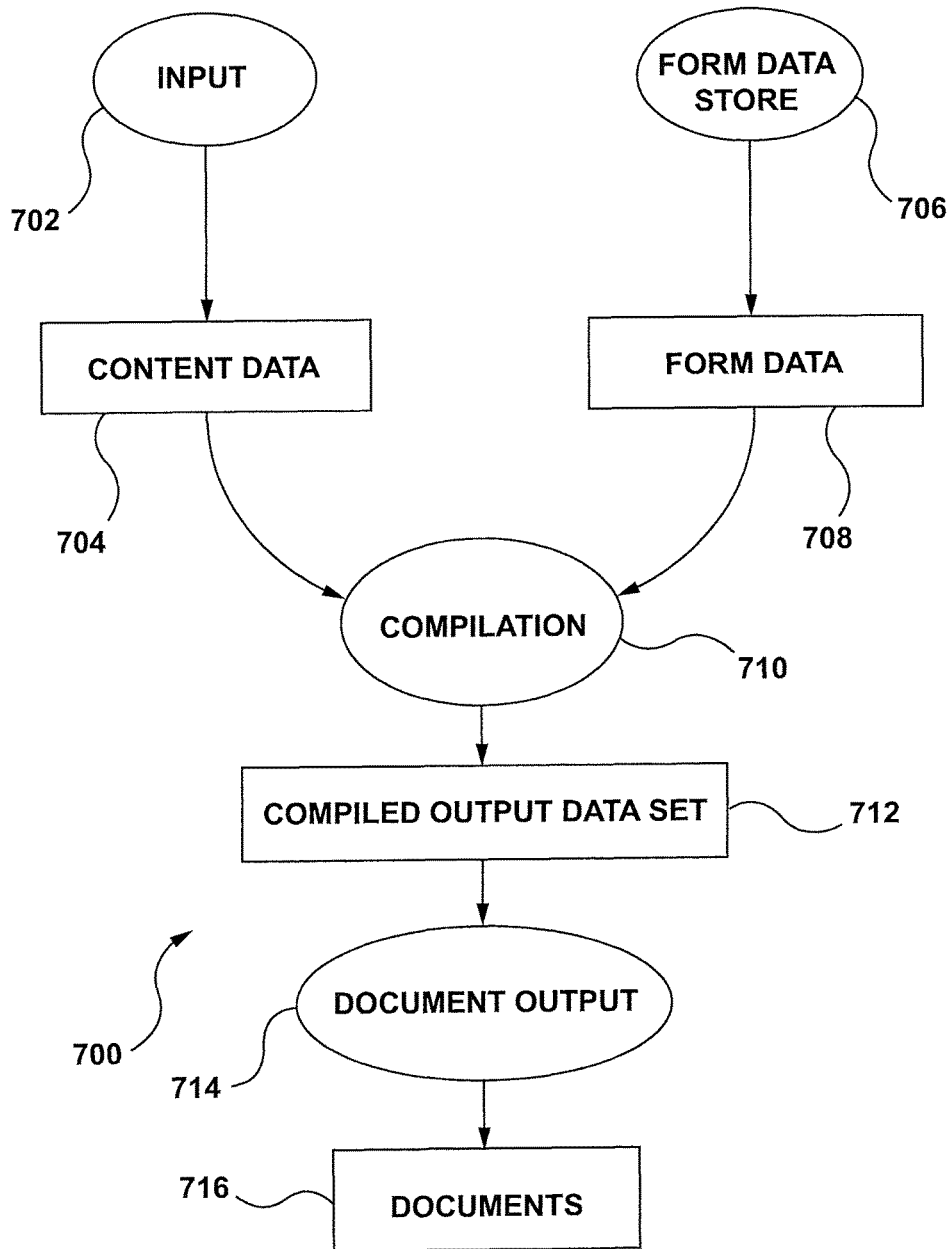 INPUT
FORM DATA
STORE
702
706
CONTENT DATA
FORM DATA
704
708
COMPILATION
710
COMPILED OUTPUT DATA SET
712
DOCUMENT OUTPUT
700
714
716
DOCUMENTS